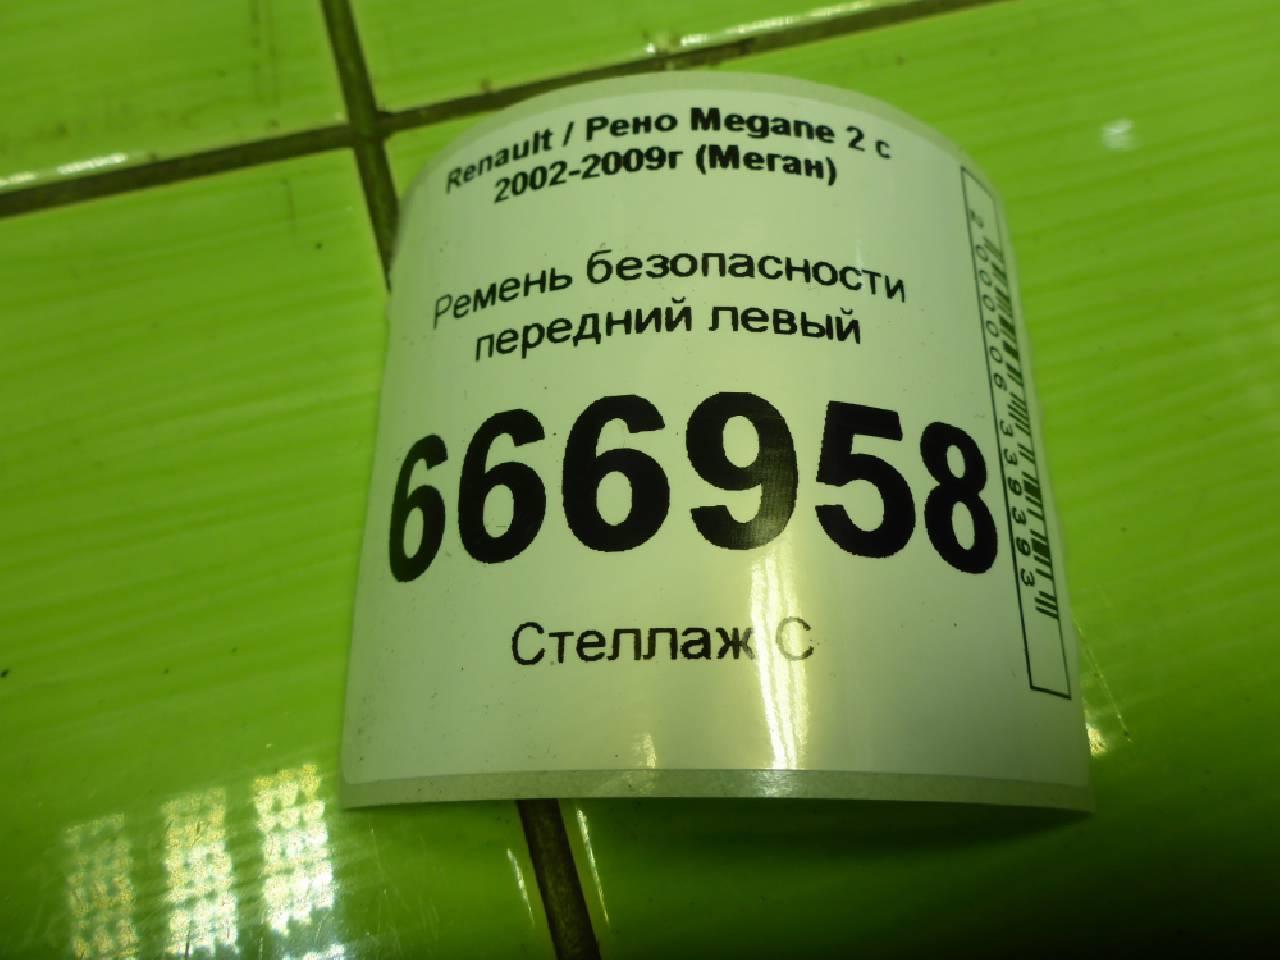 Renault / Рено Megane 2 с
2002-2009г (Меган)
Ремень безопасности
передний левый
666958
Стеллаж С
2000006339393